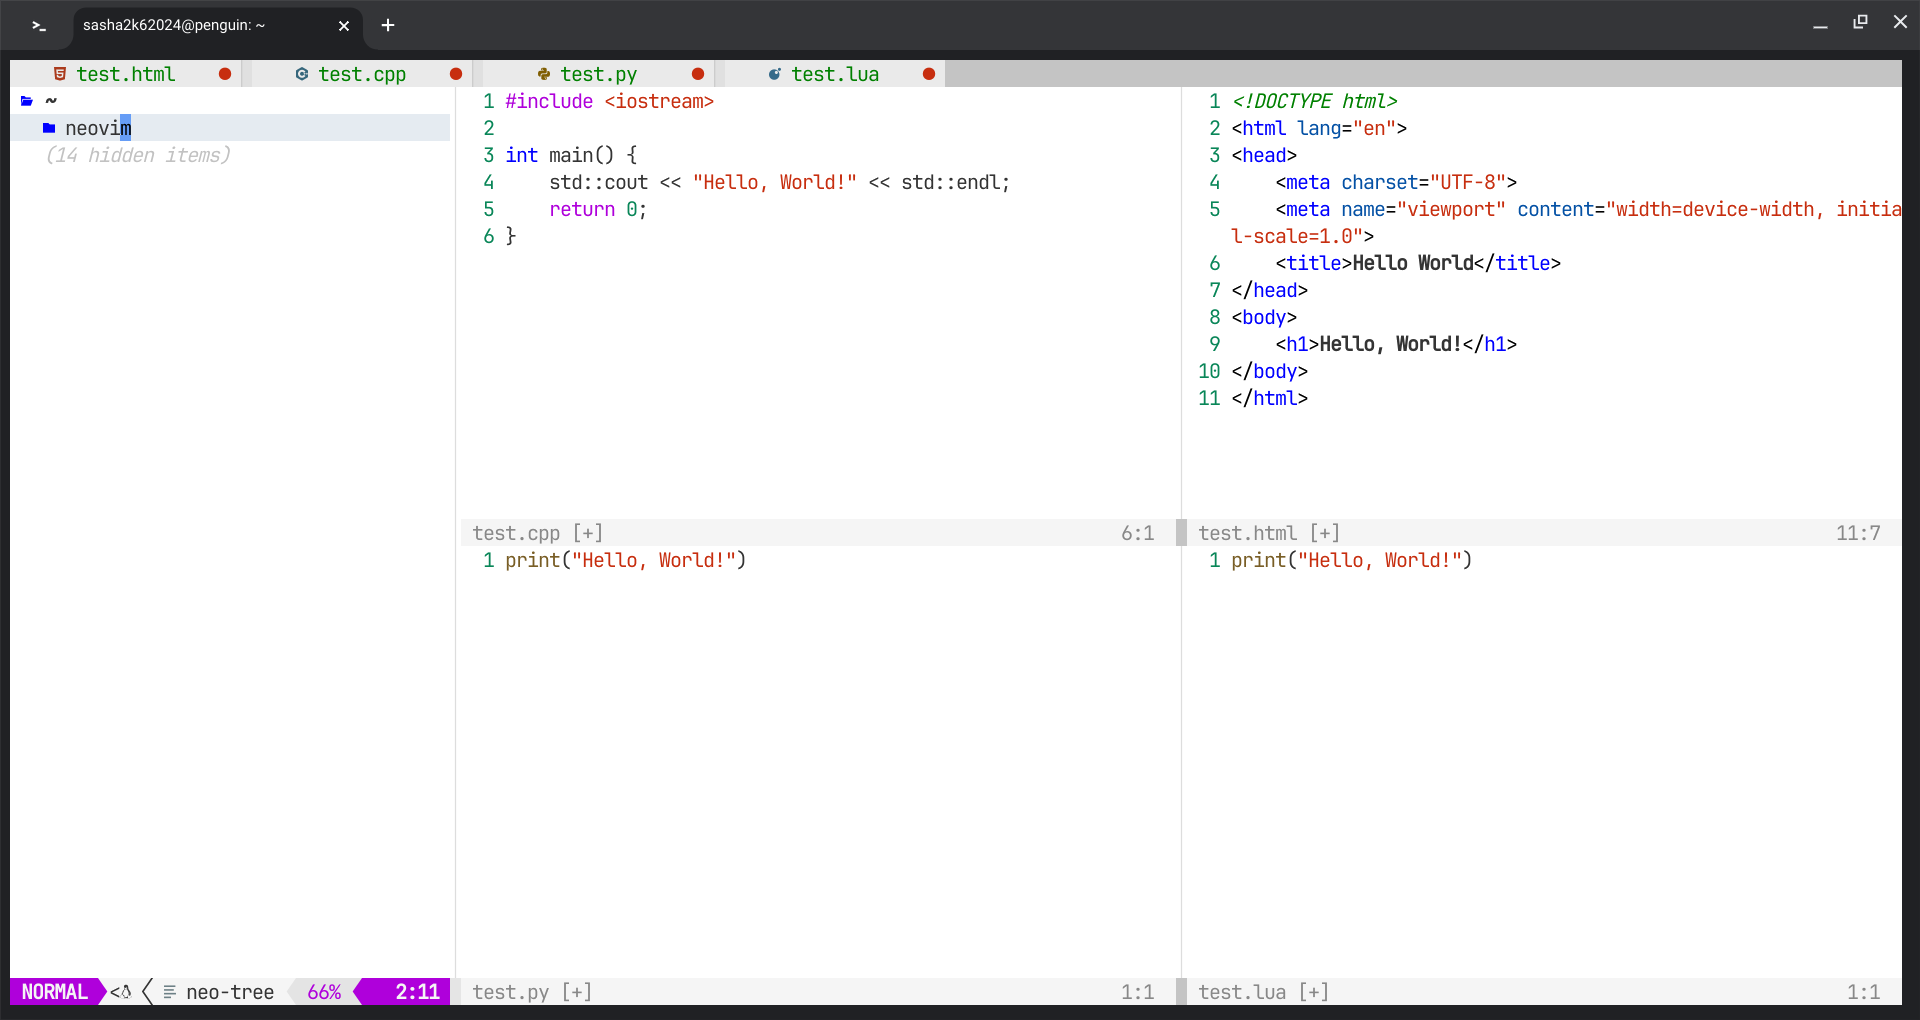 sasha2k62024@penguin: ~
test.html test.cpp test.py test.lua
~
neovim
(14 hidden items)
1 #include <iostream>
2
3 int main() {
4     std::cout << "Hello, World!" << std::endl;
5     return 0;
6 }
test.cpp [+] 6:1
1 <!DOCTYPE html>
2 <html lang="en">
3 <head>
4     <meta charset="UTF-8">
5     <meta name="viewport" content="width=device-width, initia
l-scale=1.0">
6     <title>Hello World</title>
7 </head>
8 <body>
9     <h1>Hello, World!</h1>
10 </body>
11 </html>
test.html [+] 11:7
1 print("Hello, World!")
1 print("Hello, World!")
NORMAL < neo-tree 66% 2:11
test.py [+] 1:1
test.lua [+] 1:1